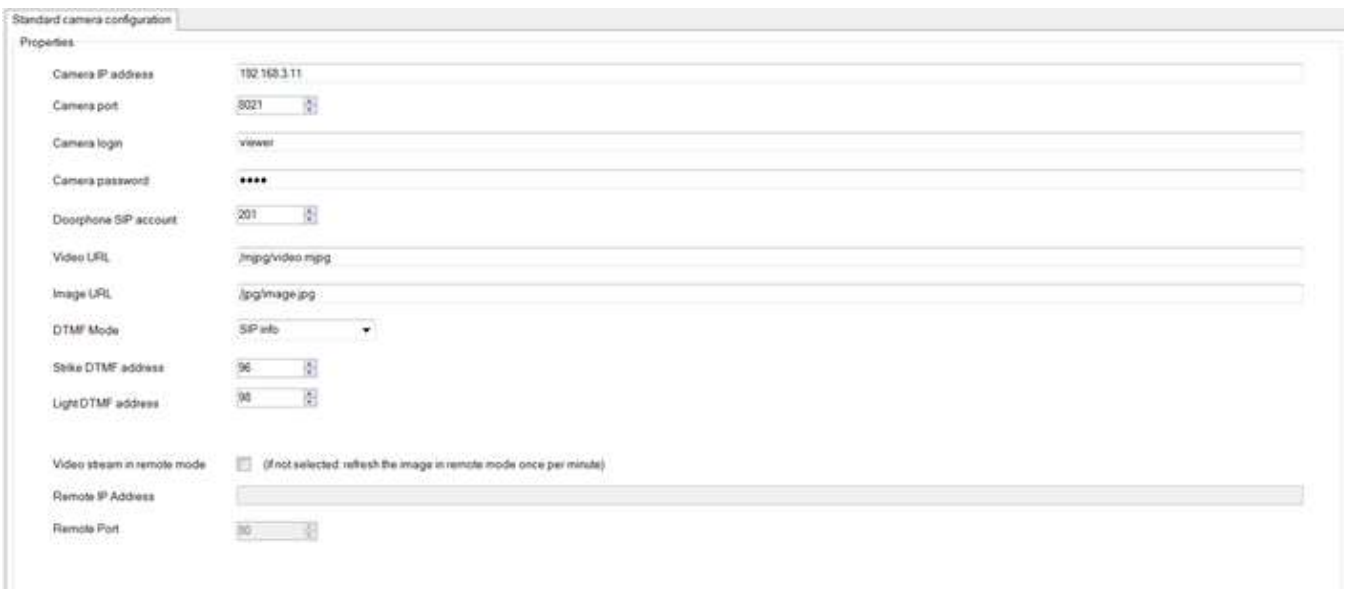 Standard camera configuration
Properties
Camera IP address 192.168.3.11
Camera port 8021
Camera login viewer
Camera password ●●●●
Doorphone SIP account 201
Video URL /mjpg/video.mjpg
Image URL /jpg/image.jpg
DTMF Mode SIP info
Strike DTMF address 96
Light DTMF address 98
Video stream in remote mode (if not selected: refresh the image in remote mode once per minute)
Remote IP Address
Remote Port 80